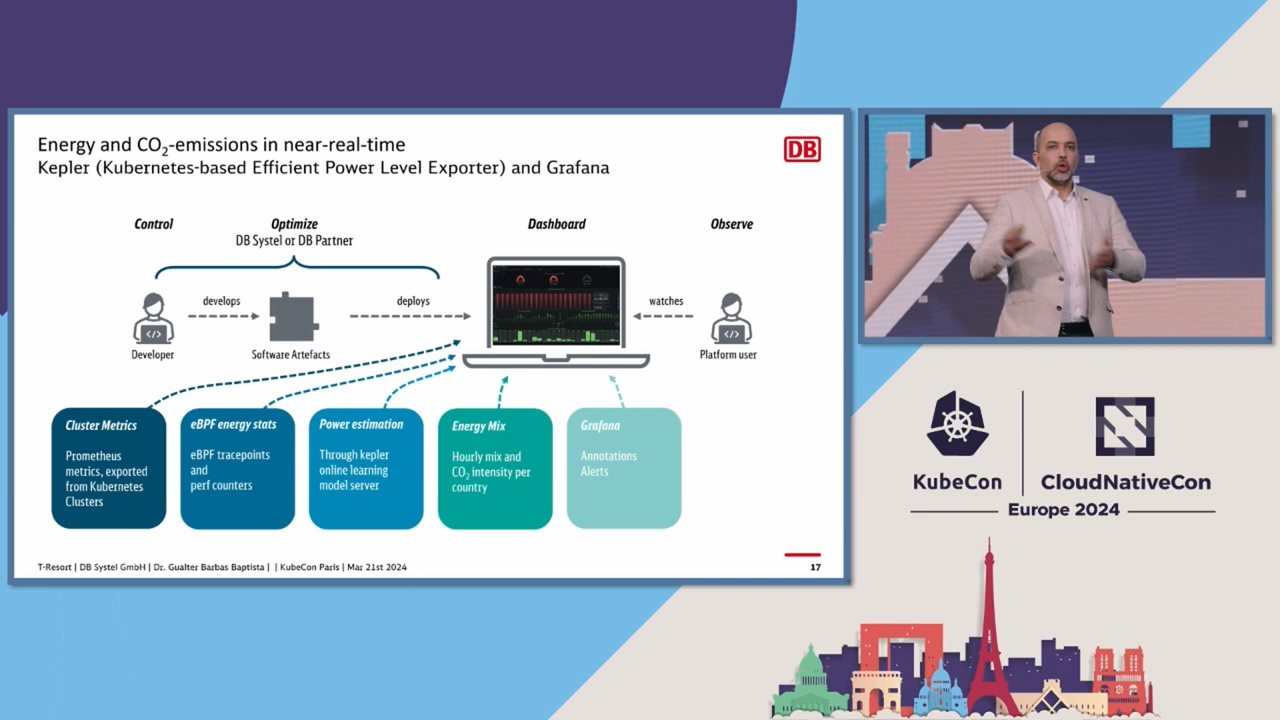 Energy and CO2-emissions in near-real-time
Kepler (Kubernetes-based Efficient Power Level Exporter) and Grafana
DB
Control
Optimize
DB Systel or DB Partner
Dashboard
Observe
develops
deploys
watches
Developer
Software Artefacts
Platform user
Cluster Metrics
Prometheus
metrics, exported
from Kubernetes
Clusters
eBPF energy stats
eBPF tracepoints
and
perf counters
Power estimation
Through kepler
online learning
model server
Energy Mix
Hourly mix and
CO2 intensity per
country
Grafana
Annotations
Alerts
T-Resort | DB Systel GmbH | Dr. Gualter Barbas Baptista | | KubeCon Paris | Mar 21st 2024
17
KubeCon
CloudNativeCon
Europe 2024